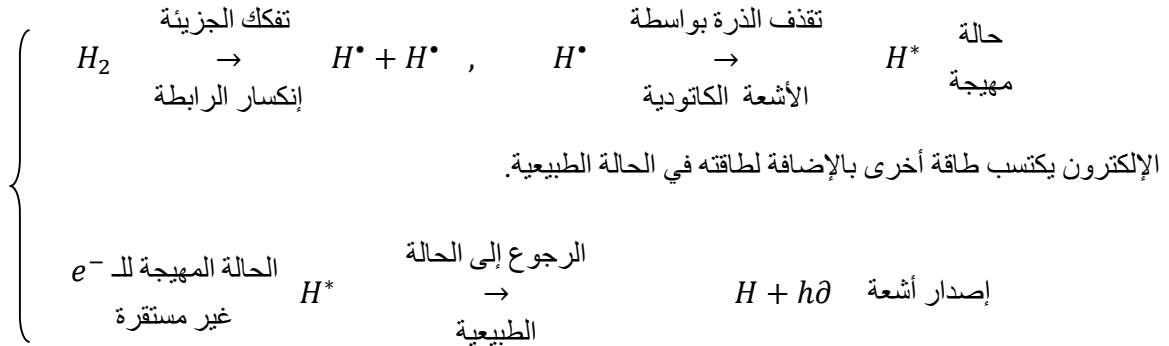 تفكك الجزيئة تقذف الذرة بواسطة
H₂ → H• + H• , H• → H* حالة مهيجة
إنكسار الرابطة الأشعة الكاتودية
الإلكترون يكتسب طاقة أخرى بالإضافة لطاقته في الحالة الطبيعية.
الرجوع إلى الحالة
الحالة المهيجة للـ e⁻ غير مستقرة H* → H + h∂ إصدار أشعة
الطبيعية